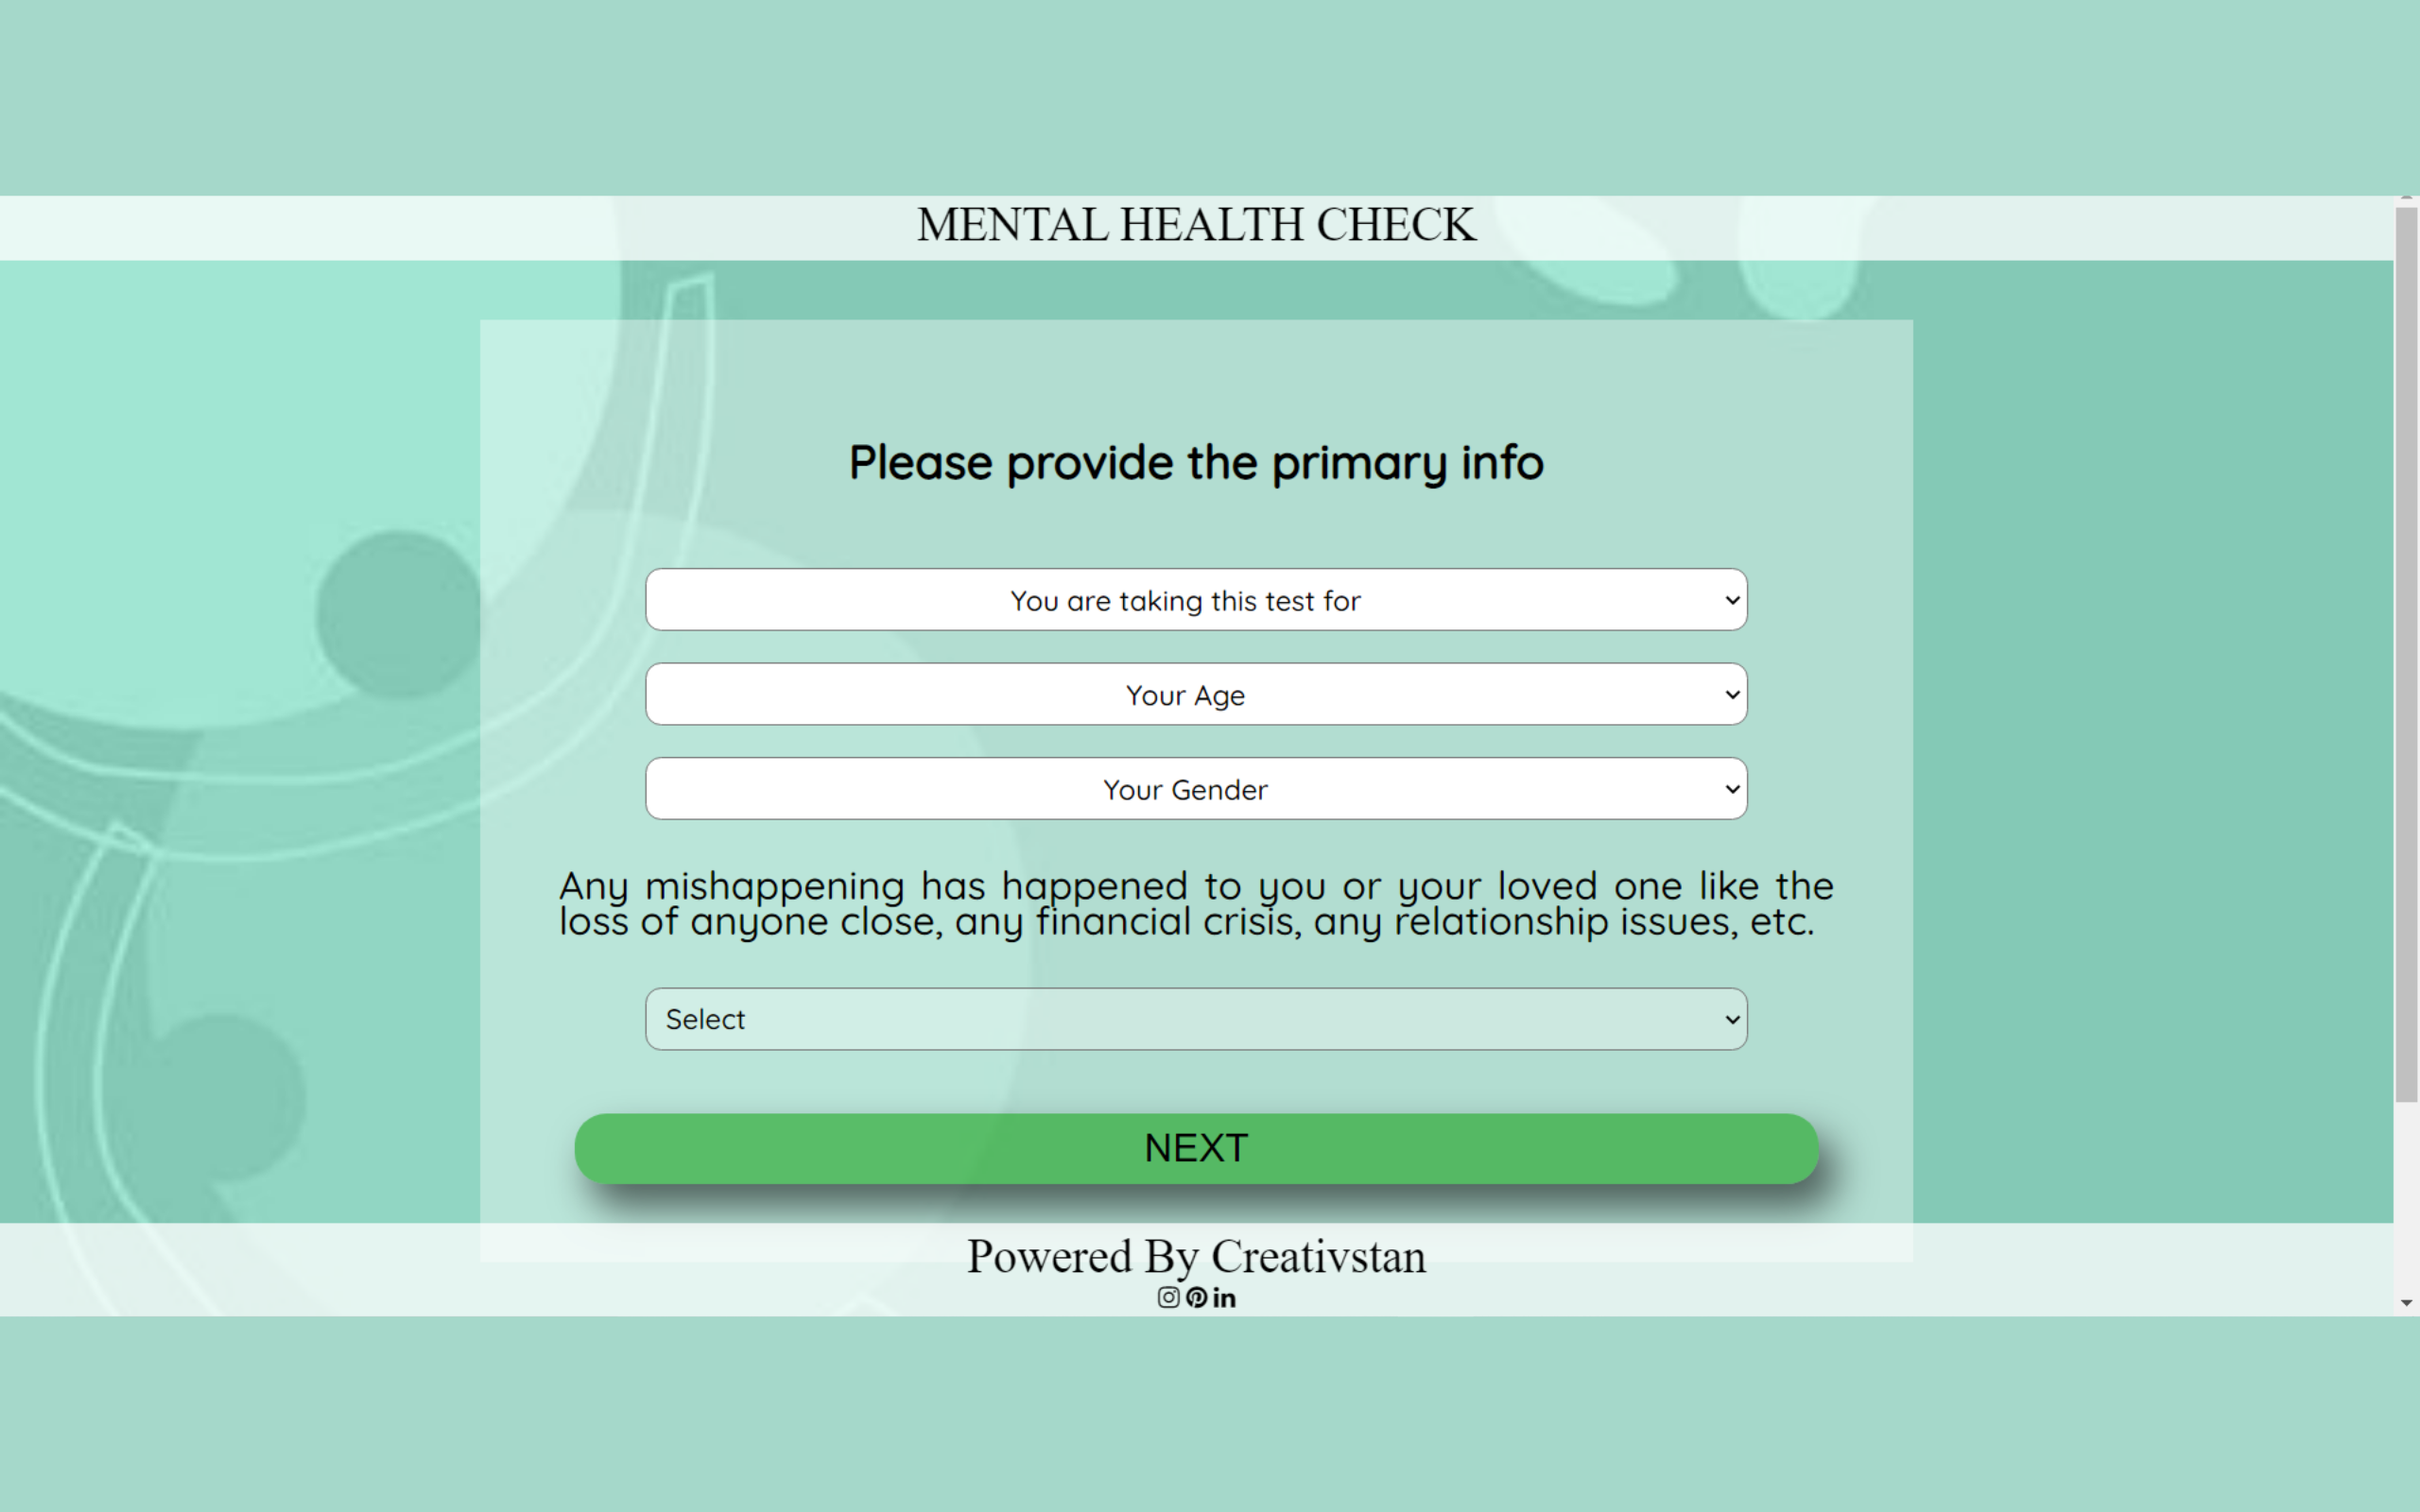 MENTAL HEALTH CHECK
Please provide the primary info
You are taking this test for
Your Age
Your Gender
Any mishappening has happened to you or your loved one like the
loss of anyone close, any financial crisis, any relationship issues, etc.
Select
NEXT
Powered By Creativstan
in